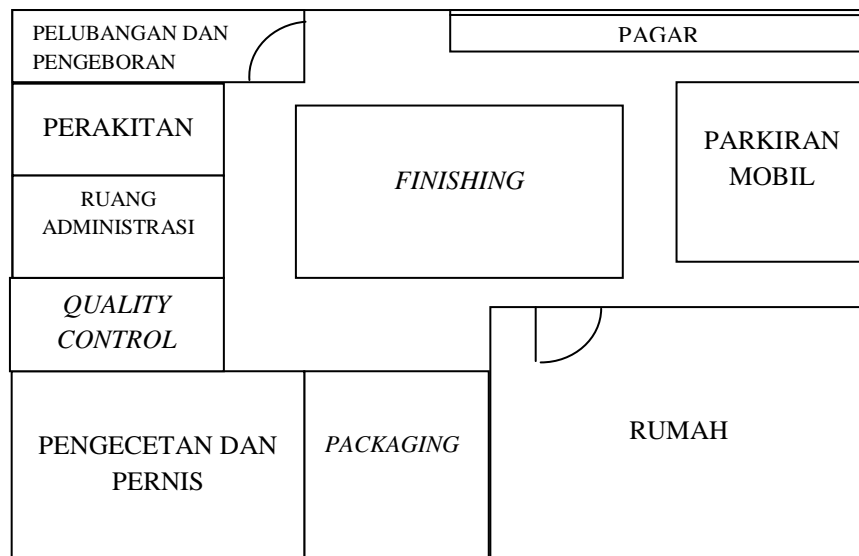 PELUBANGAN DAN
PENGEBORAN
PAGAR
PERAKITAN
PARKIRAN
MOBIL
FINISHING
RUANG
ADMINISTRASI
QUALITY
CONTROL
PENGECETAN DAN
PERNIS
PACKAGING
RUMAH